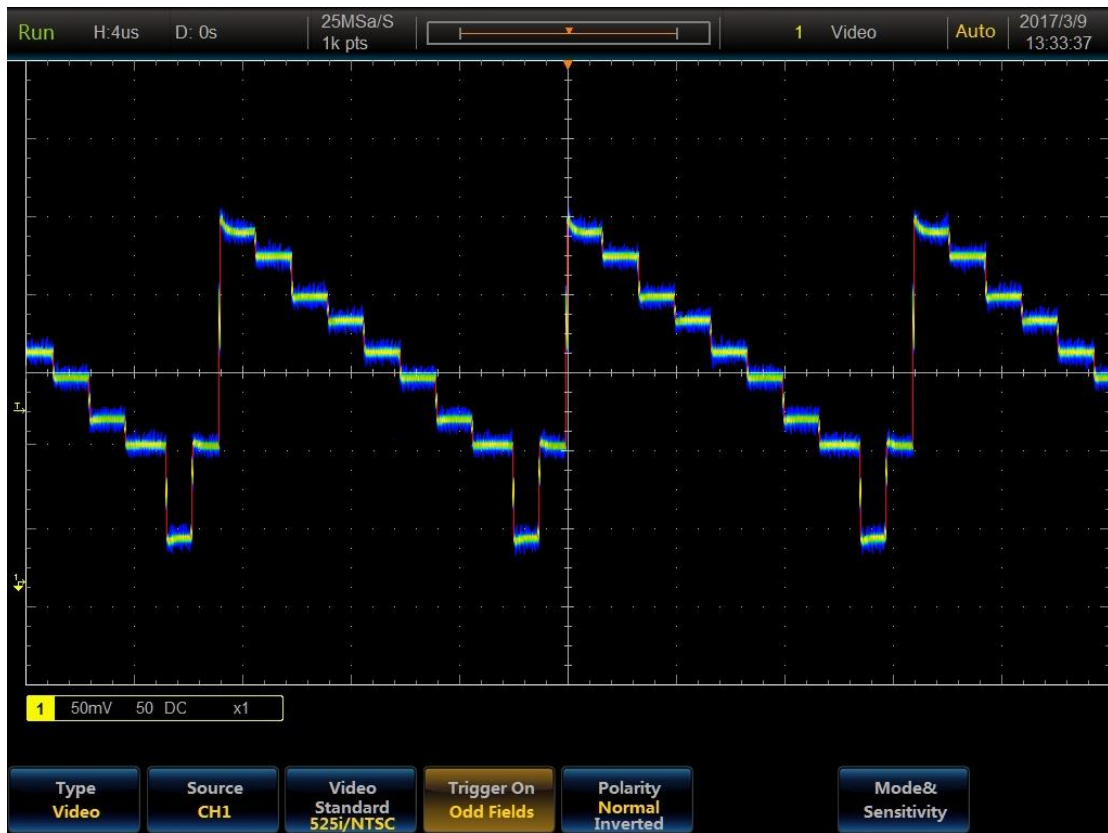 Run H:4us D: 0s 25MSa/S 1 Video Auto 2017/3/9
1k pts 13:33:37
T
1
1 50mV 50 DC x1
Type Source Video Trigger On Polarity Mode&
Video CH1 Standard Odd Fields Normal Sensitivity
525i/NTSC Inverted